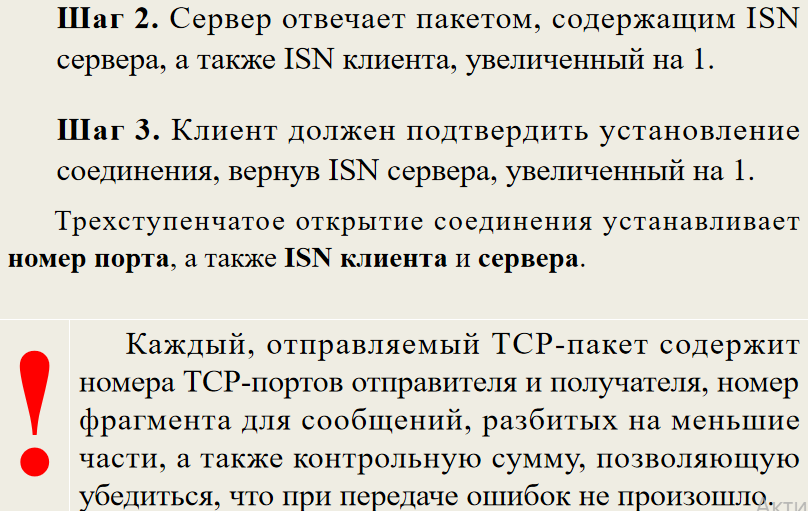 Шаг 2. Сервер отвечает пакетом, содержащим ISN
сервера, а также ISN клиента, увеличенный на 1.
Шаг 3. Клиент должен подтвердить установление
соединения, вернув ISN сервера, увеличенный на 1.
Трехступенчатое открытие соединения устанавливает
номер порта, а также ISN клиента и сервера.
!
Каждый, отправляемый TCP-пакет содержит
номера TCP-портов отправителя и получателя, номер
фрагмента для сообщений, разбитых на меньшие
части, а также контрольную сумму, позволяющую
убедиться, что при передаче ошибок не произошло.